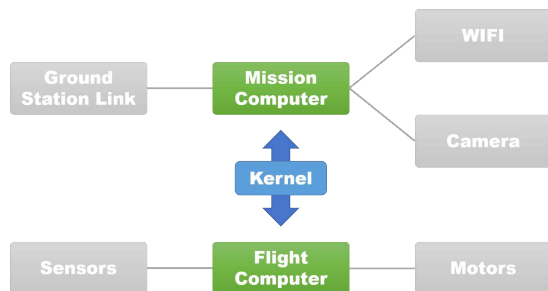 WIFI
Ground
Station Link
Mission
Computer
Camera
Kernel
Sensors
Flight
Computer
Motors